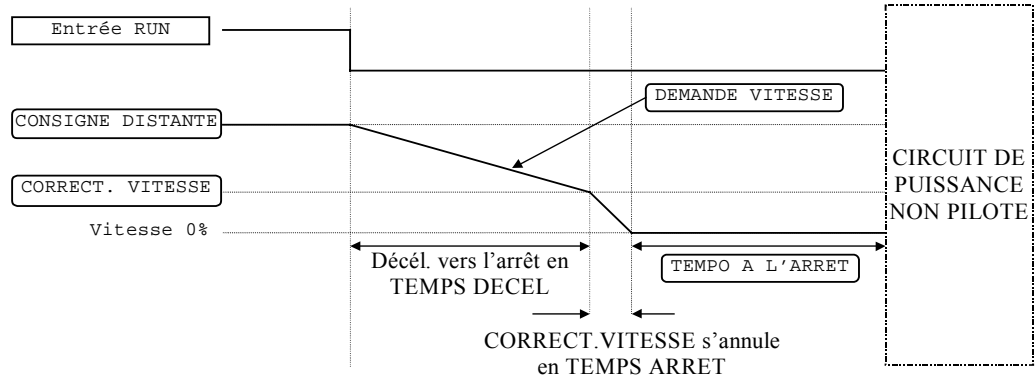 Entrée RUN
DEMANDE VITESSE
CONSIGNE DISTANTE
CORRECT. VITESSE
Vitesse 0%
Décél. vers l'arrêt en
TEMPS DECEL
TEMPO A L'ARRET
CORRECT.VITESSE s'annule
en TEMPS ARRET
CIRCUIT DE
PUISSANCE
NON PILOTE